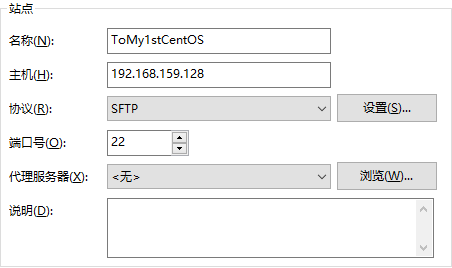 站点
名称(N): ToMy1stCentOS
主机(H): 192.168.159.128
协议(R): SFTP 设置(S)...
端口号(O): 22
代理服务器(X): <无> 浏览(W)...
说明(D):